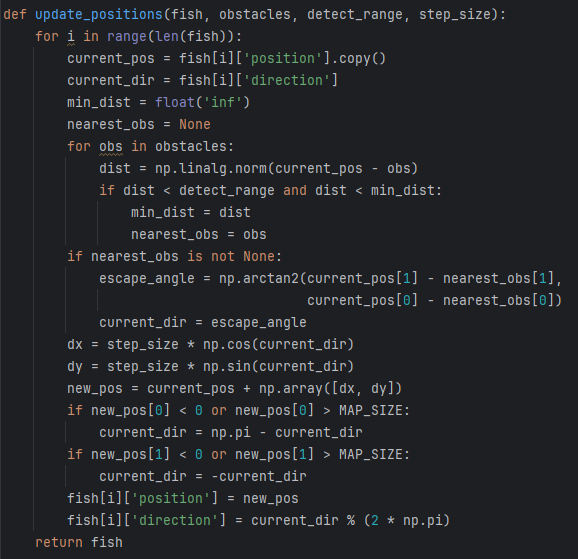 def update_positions(fish, obstacles, detect_range, step_size):
    for i in range(len(fish)):
        current_pos = fish[i]['position'].copy()
        current_dir = fish[i]['direction']
        min_dist = float('inf')
        nearest_obs = None
        for obs in obstacles:
            dist = np.linalg.norm(current_pos - obs)
            if dist < detect_range and dist < min_dist:
                min_dist = dist
                nearest_obs = obs
        if nearest_obs is not None:
            escape_angle = np.arctan2(current_pos[1] - nearest_obs[1],
                                      current_pos[0] - nearest_obs[0])
            current_dir = escape_angle
        dx = step_size * np.cos(current_dir)
        dy = step_size * np.sin(current_dir)
        new_pos = current_pos + np.array([dx, dy])
        if new_pos[0] < 0 or new_pos[0] > MAP_SIZE:
            current_dir = np.pi - current_dir
        if new_pos[1] < 0 or new_pos[1] > MAP_SIZE:
            current_dir = -current_dir
        fish[i]['position'] = new_pos
        fish[i]['direction'] = current_dir % (2 * np.pi)
    return fish